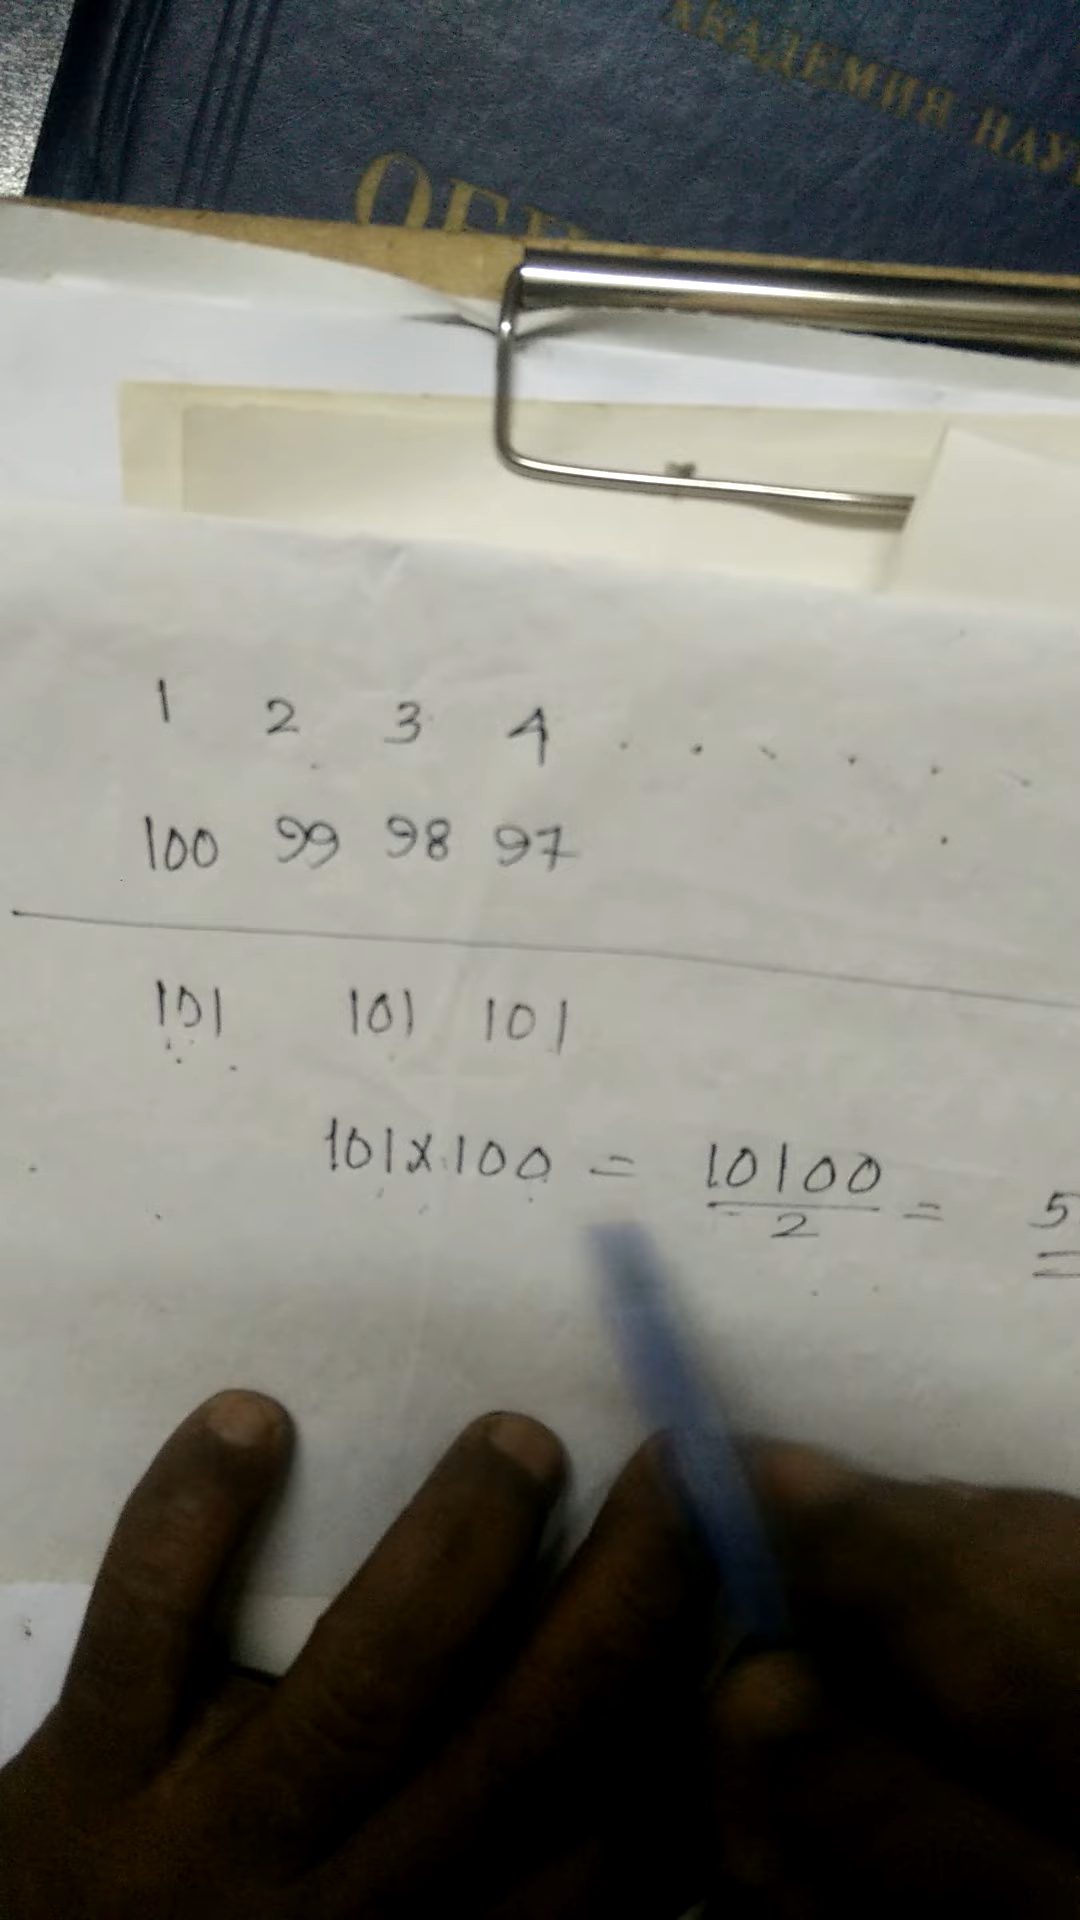 АКАДЕМИЯ НАУ
1 2 3 4 . . . . . .
100 99 98 97 .
101 101 101
101x100 = 10100/2 = 5